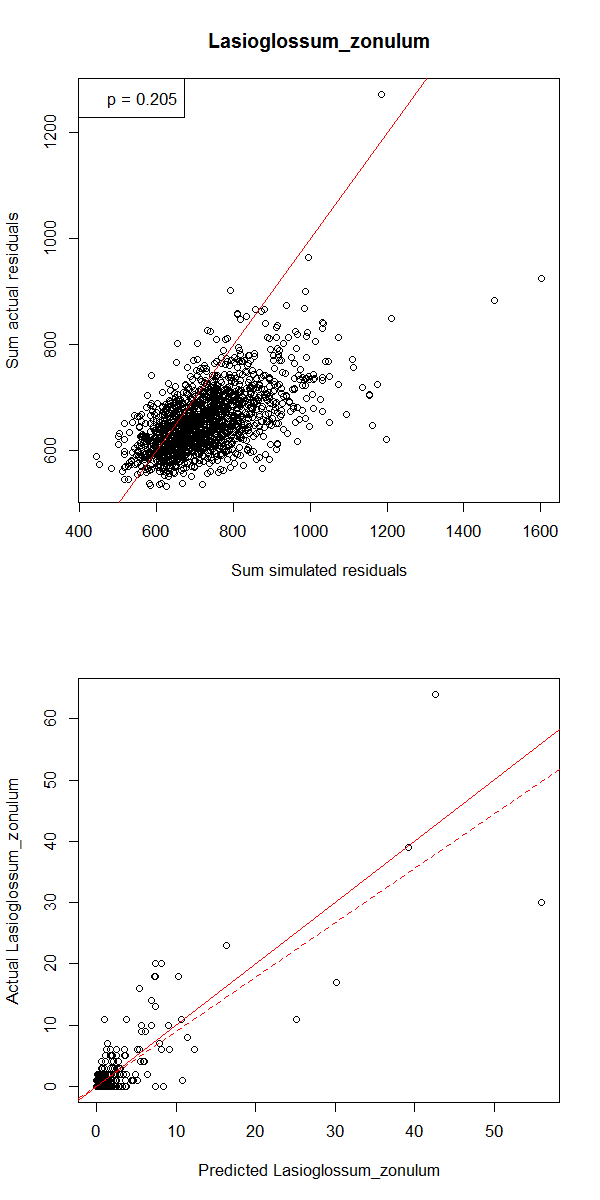 Lasioglossum_zonulum
p = 0.205
Sum actual residuals
1200
1000
800
600
400 600 800 1000 1200 1400 1600
Sum simulated residuals
Actual Lasioglossum_zonulum
60
50
40
30
20
10
0
0 10 20 30 40 50
Predicted Lasioglossum_zonulum